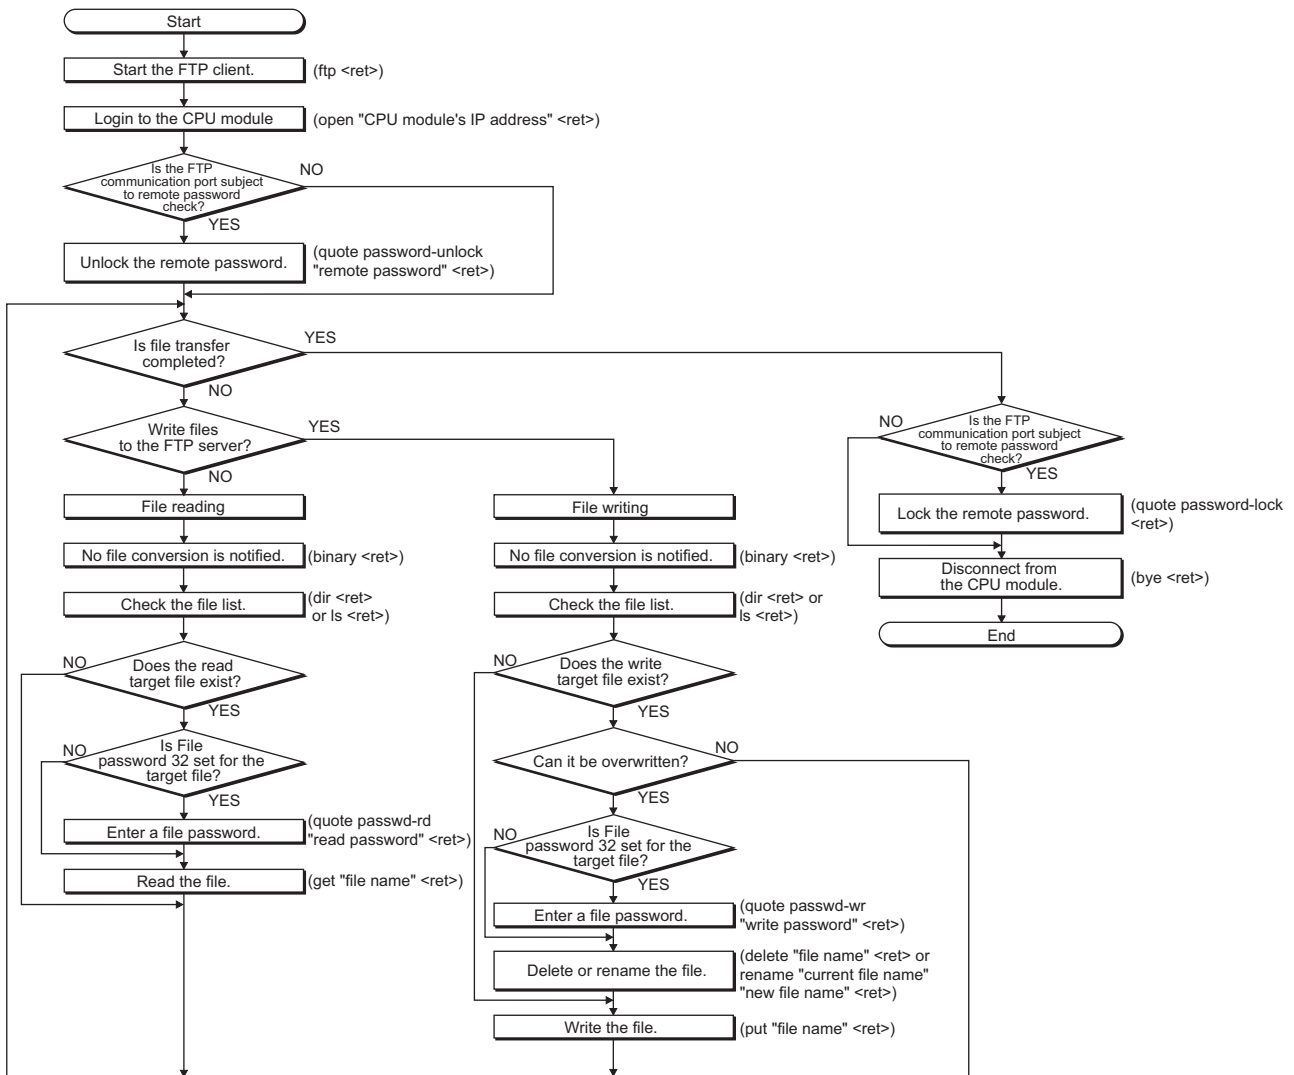 Start
Start the FTP client.
(ftp <ret>)
Login to the CPU module
(open "CPU module's IP address" <ret>)
Is the FTP
communication port subject
to remote password
check?
NO
YES
Unlock the remote password.
(quote password-unlock
"remote password" <ret>)
Is file transfer
completed?
YES
NO
Write files
to the FTP server?
YES
NO
File reading
No file conversion is notified.
(binary <ret>)
Check the file list.
(dir <ret>
or ls <ret>)
Does the read
target file exist?
NO
YES
Is File
password 32 set for the
target file?
NO
YES
Enter a file password.
(quote passwd-rd
"read password" <ret>)
Read the file.
(get "file name" <ret>)
File writing
No file conversion is notified.
(binary <ret>)
Check the file list.
(dir <ret> or
ls <ret>)
Does the write
target file exist?
NO
YES
Can it be overwritten?
NO
YES
Is File
password 32 set for the
target file?
NO
YES
Enter a file password.
(quote passwd-wr
"write password" <ret>)
Delete or rename the file.
(delete "file name" <ret> or
rename "current file name"
"new file name" <ret>)
Write the file.
(put "file name" <ret>)
Is the FTP
communication port subject
to remote password
check?
NO
YES
Lock the remote password.
(quote password-lock
<ret>)
Disconnect from
the CPU module.
(bye <ret>)
End